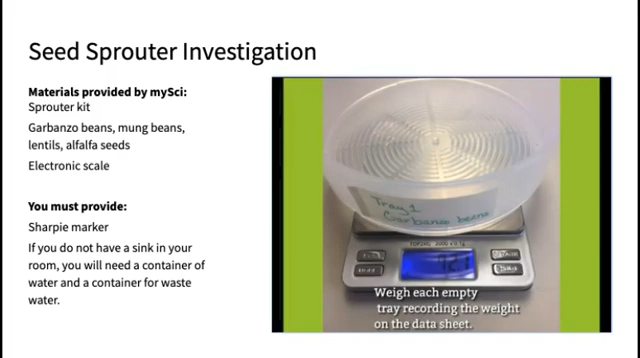 Seed Sprouter Investigation
Materials provided by mySci:
Sprouter kit
Garbanzo beans, mung beans,
lentils, alfalfa seeds
Electronic scale
You must provide:
Sharpie marker
If you do not have a sink in your
room, you will need a container of
water and a container for waste
water.
Tray 1
Garbanzo beans
Weigh each empty
tray recording the weight
on the data sheet.